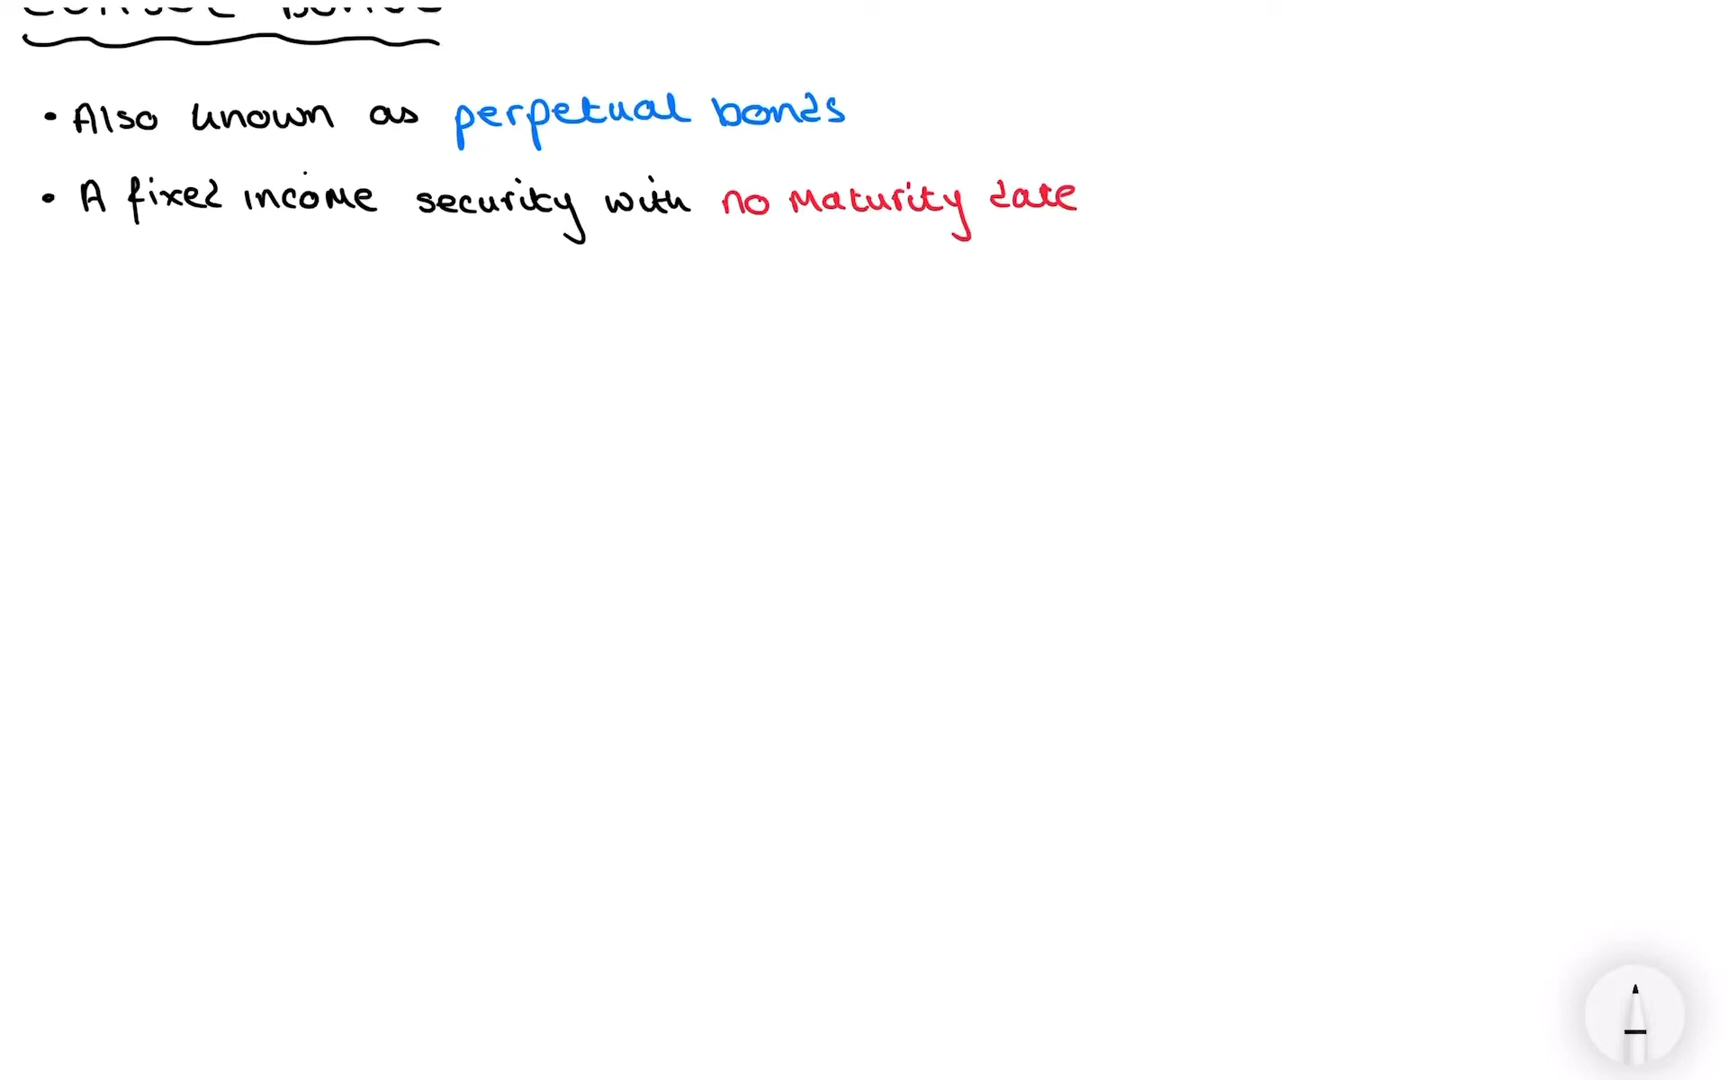 • Also known as perpetual bonds
• A fixed income security with no maturity date